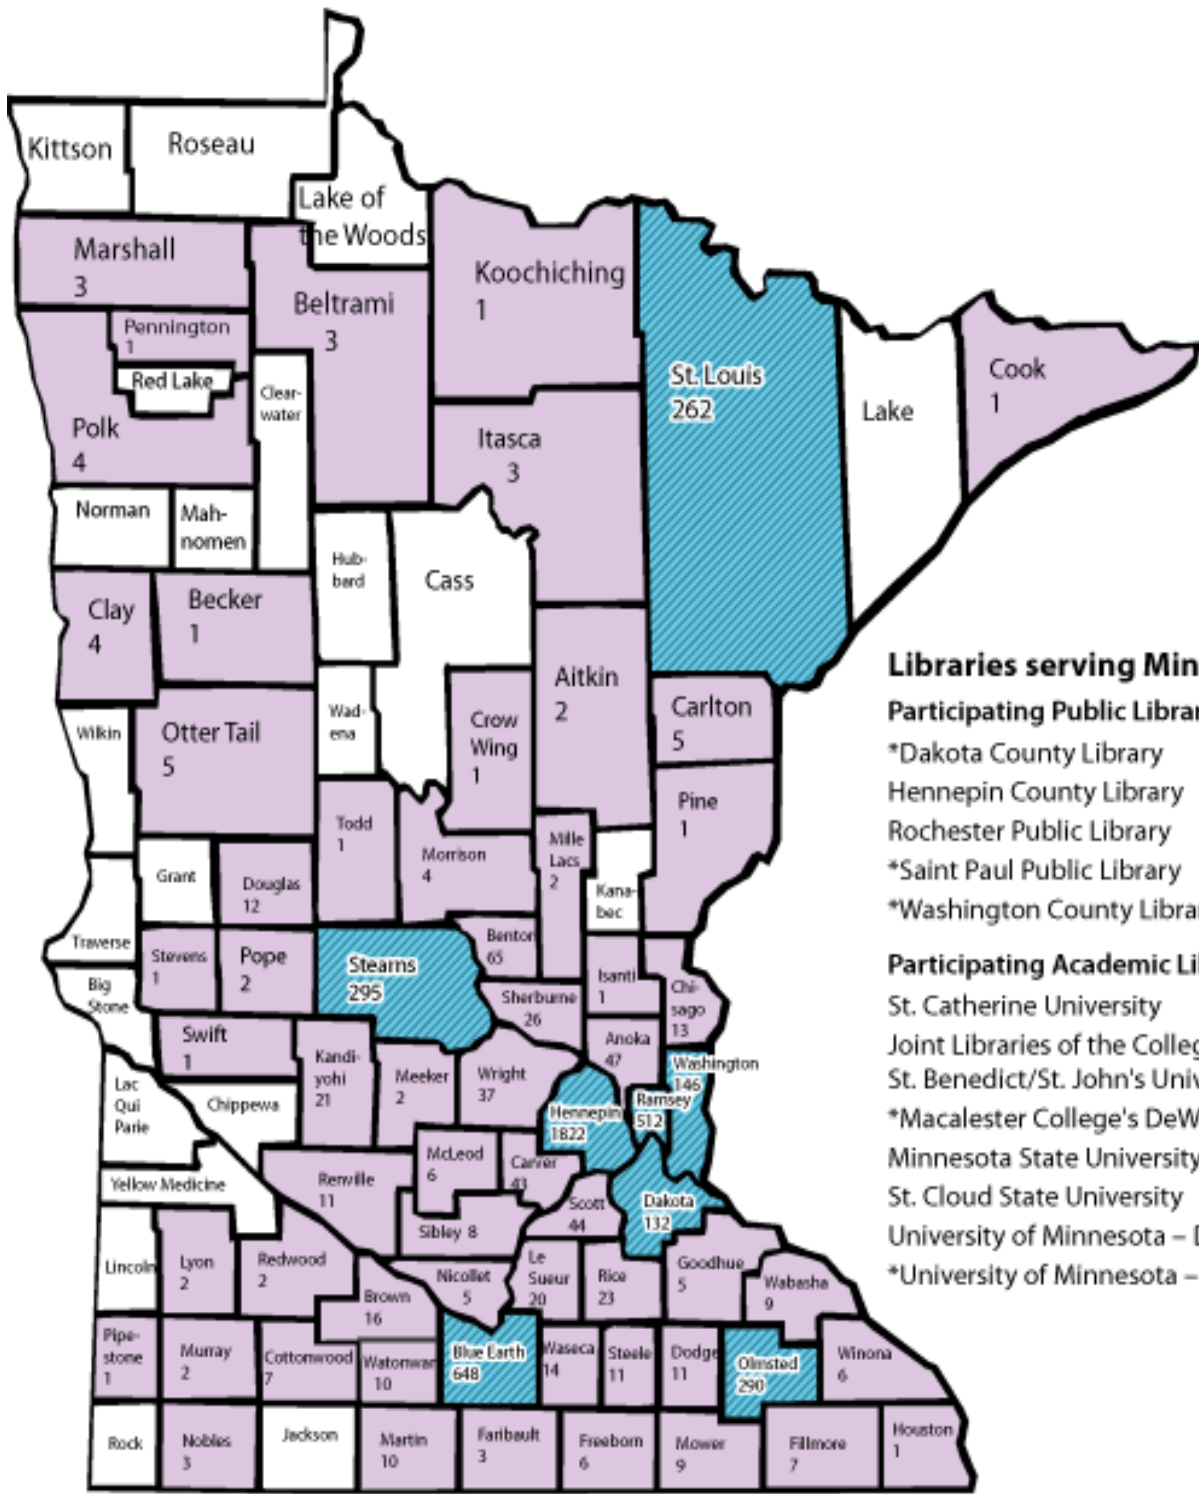 Kittson
Roseau
Lake of
the Woods
Marshall
3
Koochiching
1
Beltrami
3
Pennington
1
Red Lake
Clear-
water
St. Louis
262
Cook
1
Lake
Polk
4
Itasca
3
Norman
Mah-
nomen
Hub-
bard
Cass
Clay
4
Becker
1
Aitkin
2
Carlton
5
Wilkin
Otter Tail
5
Wad-
ena
Crow
Wing
1
Pine
1
Todd
1
Morrison
4
Mille
Lacs
2
Kana-
bec
Grant
Douglas
12
Traverse
Stevens
1
Pope
2
Stearns
295
Benton
65
Isanti
1
Chi-
sago
13
Big
Stone
Sherburne
26
Swift
1
Kandi-
yohi
21
Meeker
2
Wright
37
Anoka
47
Washington
146
Ramsey
512
Hennepin
1822
Lac
Qui
Parie
Chippewa
McLeod
6
Carver
43
Renville
11
Yellow Medicine
Scott
44
Dakota
132
Sibley 8
Lincoln
Lyon
2
Redwood
2
Nicollet
5
Le
Sueur
20
Rice
23
Goodhue
5
Wabasha
9
Brown
16
Pipe-
stone
1
Murray
2
Cottonwood
7
Watonwan
10
Blue Earth
648
Waseca
14
Steele
11
Dodge
11
Olmsted
290
Winona
6
Rock
Nobles
3
Jackson
Martin
10
Faribault
3
Freeborn
6
Mower
9
Fillmore
7
Houston
1
Libraries serving Min
Participating Public Librar
*Dakota County Library
Hennepin County Library
Rochester Public Library
*Saint Paul Public Library
*Washington County Librar
Participating Academic Lil
St. Catherine University
Joint Libraries of the Colleg
St. Benedict/St. John's Univ
*Macalester College's DeW
Minnesota State University
St. Cloud State University
University of Minnesota – D
*University of Minnesota –